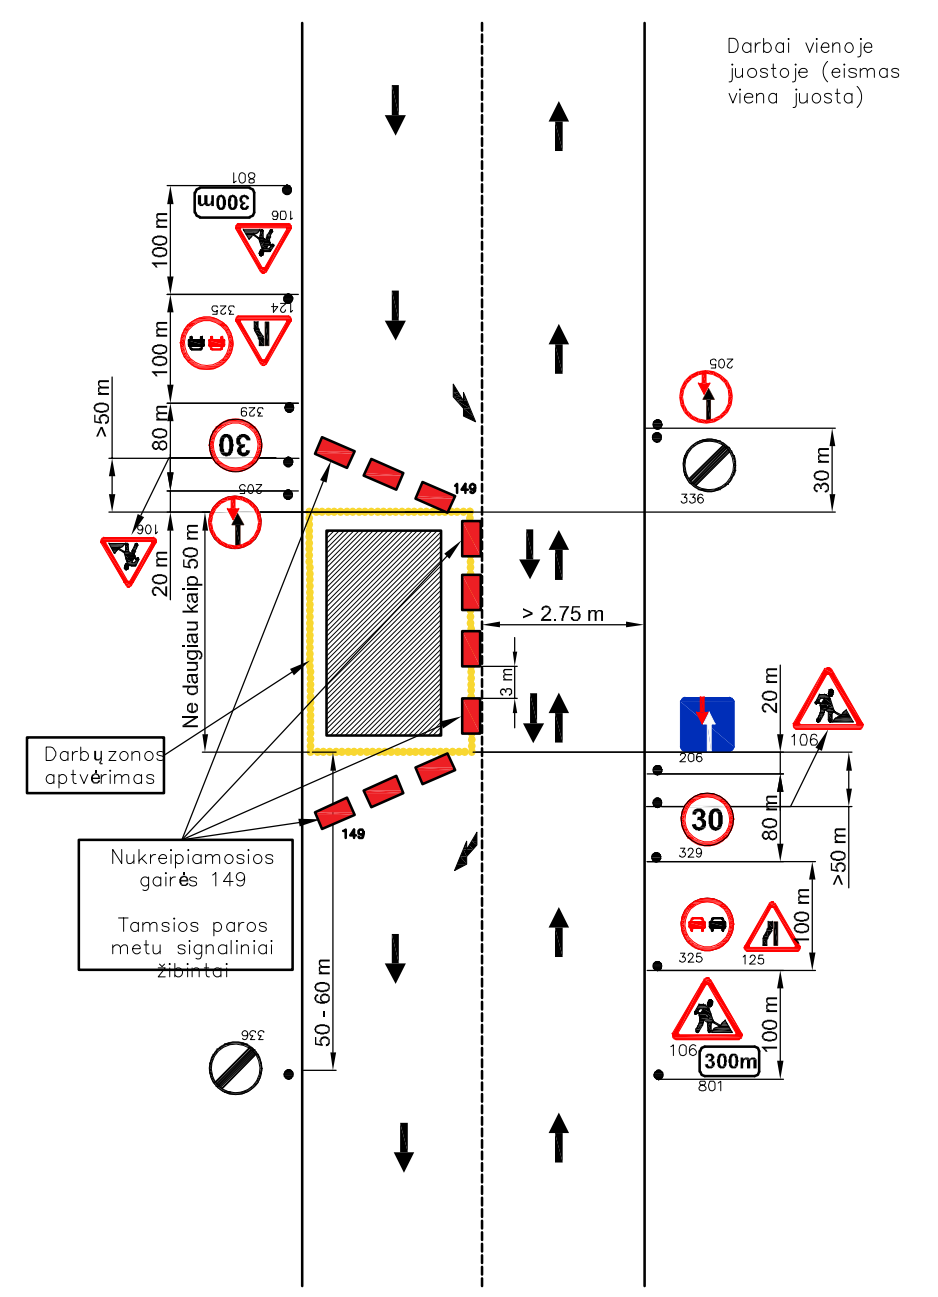 Darbai vienoje
juostoje (eismas
viena juosta)
801
300m
106
100 m
325
124
100 m
329
30
80 m
>50 m
205
106
20 m
149
205
336
30 m
Ne daugiau kaip 50 m
> 2.75 m
3 m
20 m
106
206
Darbų zonos
aptvėrimas
149
30
329
80 m
>50 m
Nukreipiamosios
gairės 149
Tamsios paros
metu signaliniai
žibintai
325
125
100 m
50 - 60 m
106
300m
801
100 m
336